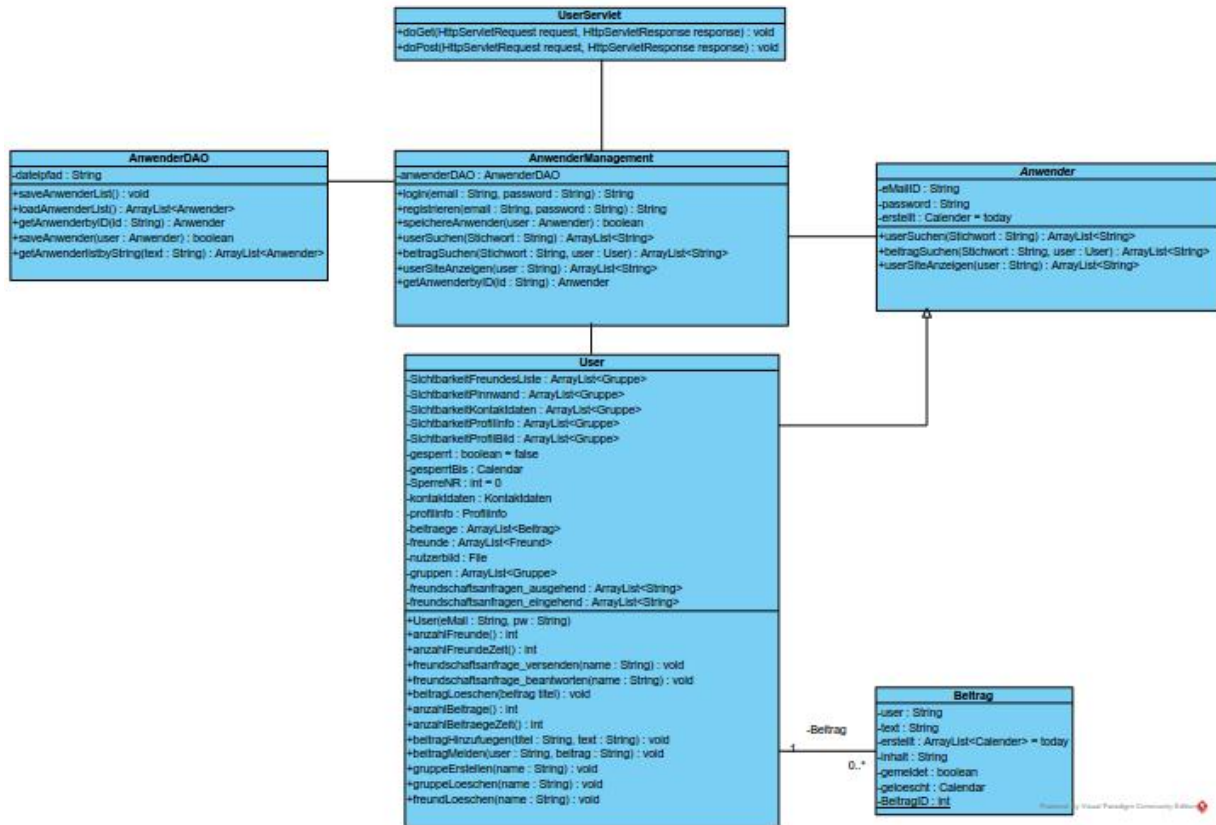 UserServlet
+doGet(HttpServletRequest request, HttpServletResponse response) : void
+doPost(HttpServletRequest request, HttpServletResponse response) : void
AnwenderDAO
-dateipfad : String
+saveAnwenderList() : void
+loadAnwenderList() : ArrayList<Anwender>
+getAnwenderbyID(id : String) : Anwender
+saveAnwender(user : Anwender) : boolean
+getAnwenderlistbyString(text : String) : ArrayList<Anwender>
AnwenderManagement
-anwenderDAO : AnwenderDAO
+login(email : String, password : String) : String
+registrieren(email : String, password : String) : String
+speichereAnwender(user : Anwender) : boolean
+userSuchen(Stichwort : String) : ArrayList<String>
+beitragSuchen(Stichwort : String, user : User) : ArrayList<String>
+userSiteAnzeigen(user : String) : ArrayList<String>
+getAnwenderbyID(id : String) : Anwender
Anwender
-eMailID : String
-password : String
-erstellt : Calender = today
+userSuchen(Stichwort : String) : ArrayList<String>
+beitragSuchen(Stichwort : String, user : User) : ArrayList<String>
+userSiteAnzeigen(user : String) : ArrayList<String>
User
-SichtbarkeitFreundesListe : ArrayList<Gruppe>
-SichtbarkeitPinnwand : ArrayList<Gruppe>
-SichtbarkeitKontaktdaten : ArrayList<Gruppe>
-SichtbarkeitProfilInfo : ArrayList<Gruppe>
-SichtbarkeitProfilBild : ArrayList<Gruppe>
-gesperrt : boolean = false
-gesperrtBis : Calendar
-SperreNR : int = 0
-kontaktdaten : Kontaktdaten
-profilinfo : ProfilInfo
-beitraege : ArrayList<Beitrag>
-freunde : ArrayList<Freund>
-nutzerbild : File
-gruppen : ArrayList<Gruppe>
-freundschaftsanfragen_ausgehend : ArrayList<String>
-freundschaftsanfragen_eingehend : ArrayList<String>
+User(eMail : String, pw : String)
+anzahlFreunde() : int
+anzahlFreundeZeit() : int
+freundschaftsanfrage_versenden(name : String) : void
+freundschaftsanfrage_beantworten(name : String) : void
+beitragLoeschen(beitrag titel) : void
+anzahlBeitrage() : int
+anzahlBeitraegeZeit() : int
+beitragHinzufuegen(titel : String, text : String) : void
+beitragMelden(user : String, beitrag : String) : void
+gruppeErstellen(name : String) : void
+gruppeLoeschen(name : String) : void
+freundLoeschen(name : String) : void
-Beitrag
1
0..*
Beitrag
-user : String
-text : String
-erstellt : ArrayList<Calender> = today
-inhalt : String
-gemeldet : boolean
-geloescht : Calendar
-BeitragID : int
Powered by Visual Paradigm Community Edition